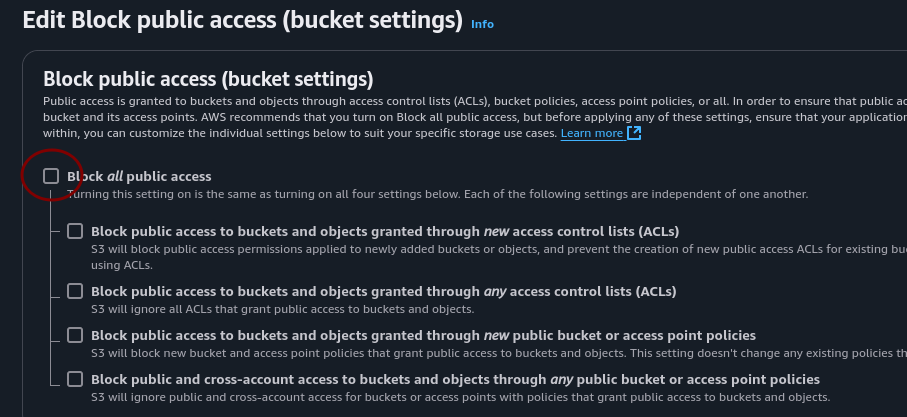 Edit Block public access (bucket settings) Info
Block public access (bucket settings)
Public access is granted to buckets and objects through access control lists (ACLs), bucket policies, access point policies, or all. In order to ensure that public
bucket and its access points. AWS recommends that you turn on Block all public access, but before applying any of these settings, ensure that your
within, you can customize the individual settings below to suit your specific storage use cases. Learn more
Block all public access
Turning this setting on is the same as turning on all four settings below. Each of the following settings are independent of one another.
Block public access to buckets and objects granted through new access control lists (ACLs)
S3 will block public access permissions applied to newly added buckets or objects, and prevent the creation of new public access ACLs for existing
using ACLs.
Block public access to buckets and objects granted through any access control lists (ACLs)
S3 will ignore all ACLs that grant public access to buckets and objects.
Block public access to buckets and objects granted through new public bucket or access point policies
S3 will block new bucket and access point policies that grant public access to buckets and objects. This setting doesn't change any existing policies
Block public and cross-account access to buckets and objects through any public bucket or access point policies
S3 will ignore public and cross-account access for buckets or access points with policies that grant public access to buckets and objects.